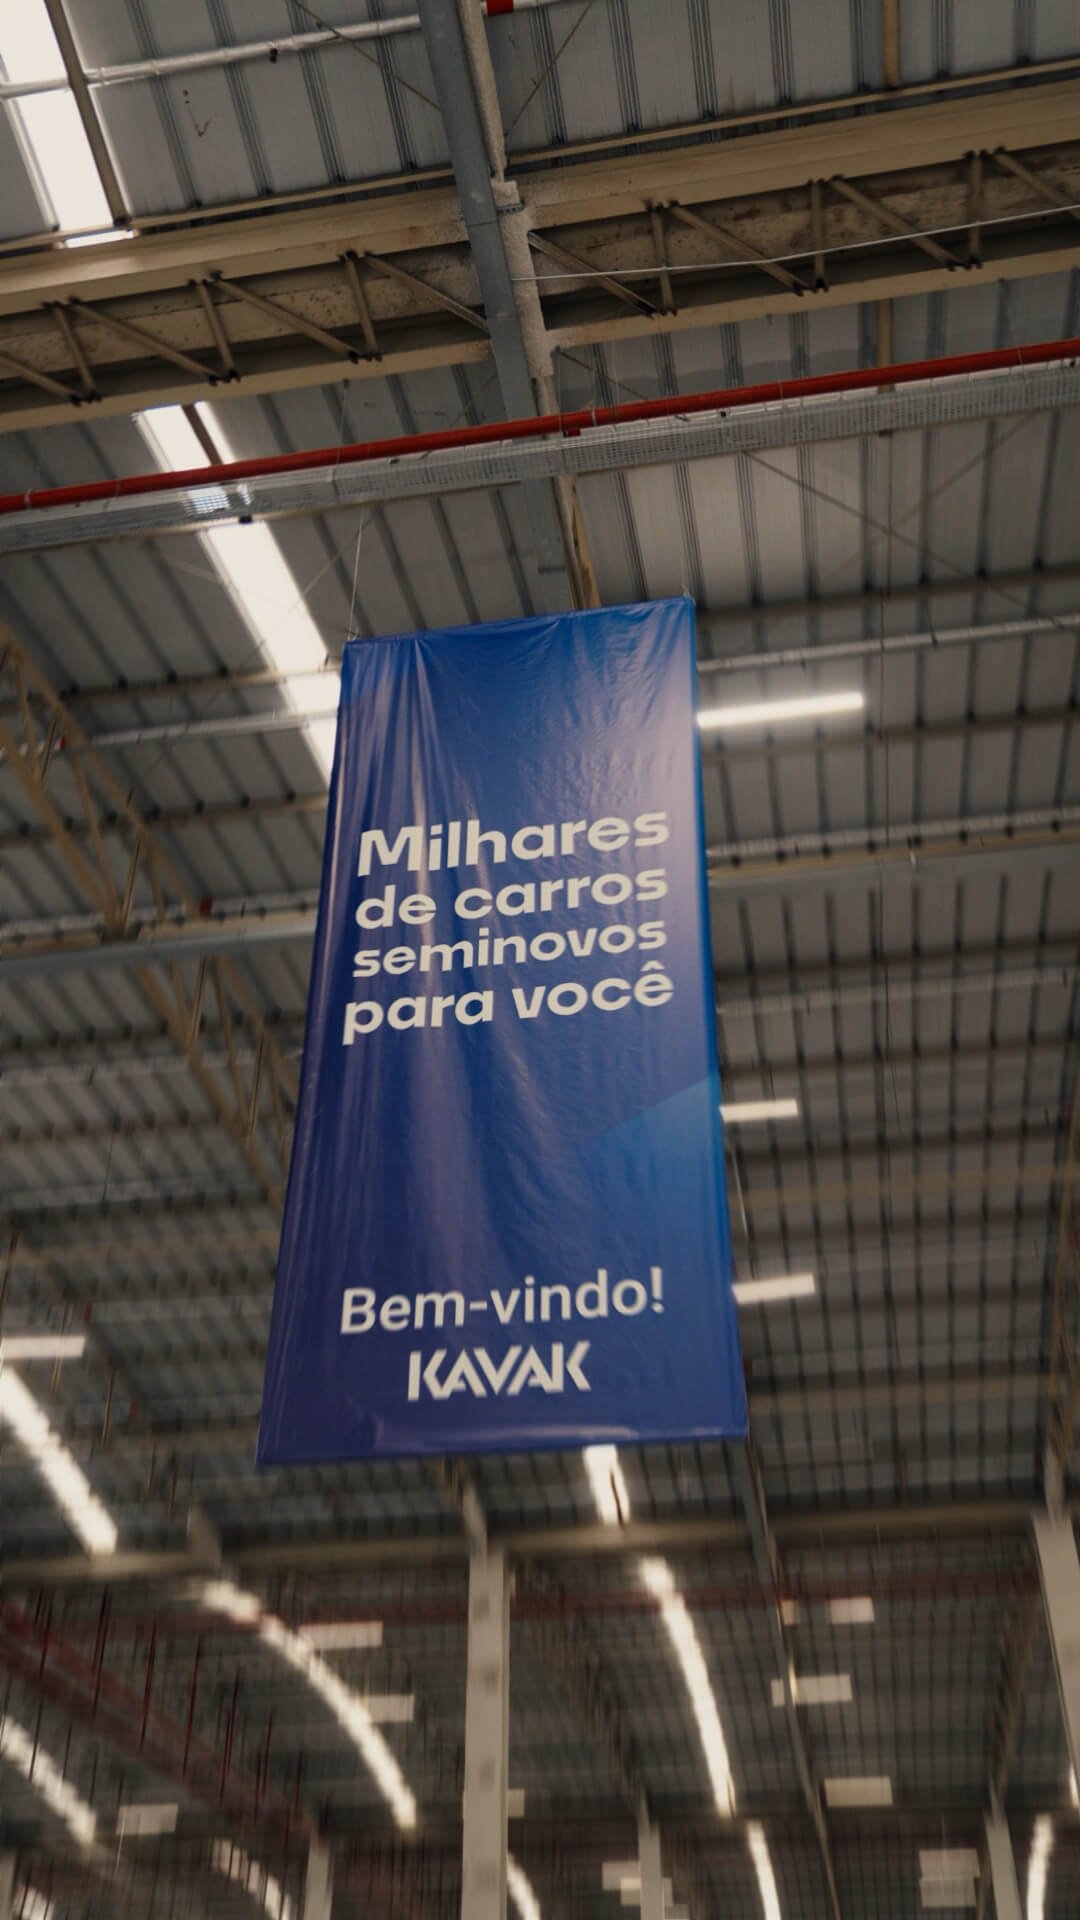 Milhares
de carros
seminovos
para você
Bem-vindo!
KAVAK